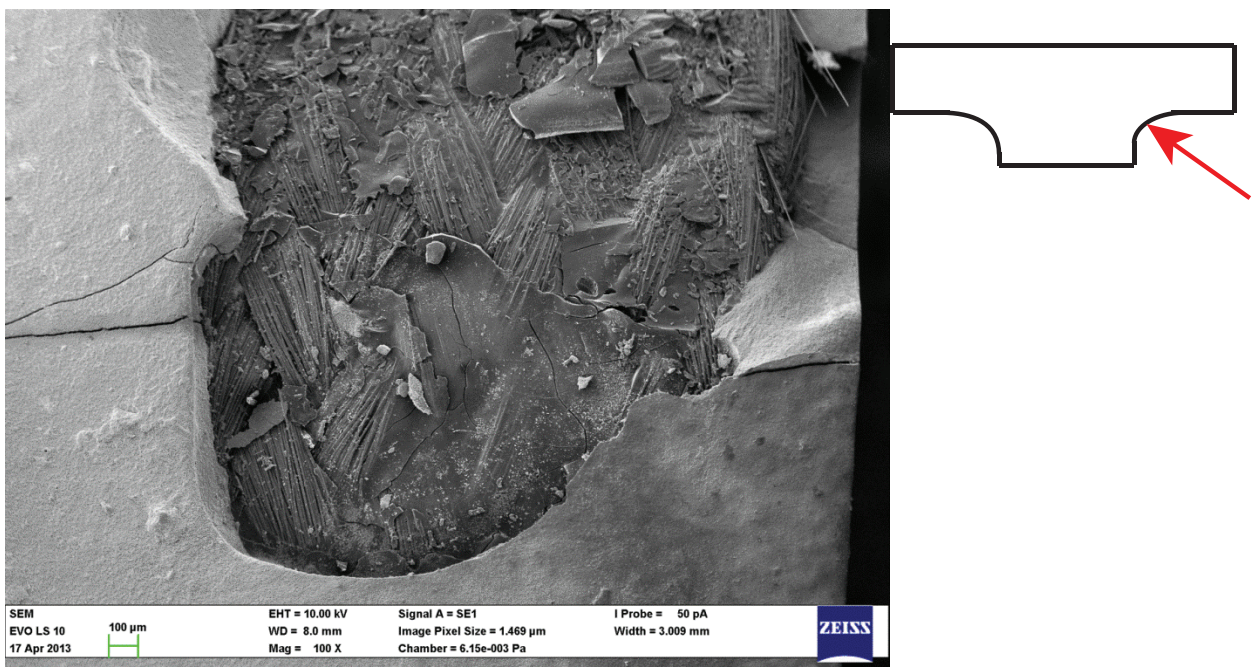 SEM
EVO LS 10
17 Apr 2013
100 µm
EHT = 10.00 kV
WD = 8.0 mm
Mag = 100 X
Signal A = SE1
Image Pixel Size = 1.469 µm
Chamber = 6.15e-003 Pa
I Probe = 50 pA
Width = 3.009 mm
ZEISS